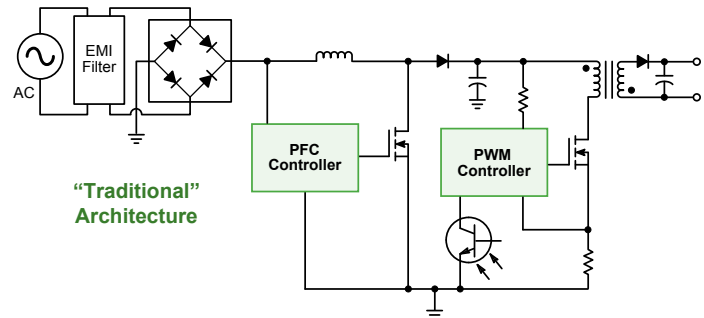 EMI
Filter
AC
PFC
Controller
PWM
Controller
“Traditional”
Architecture